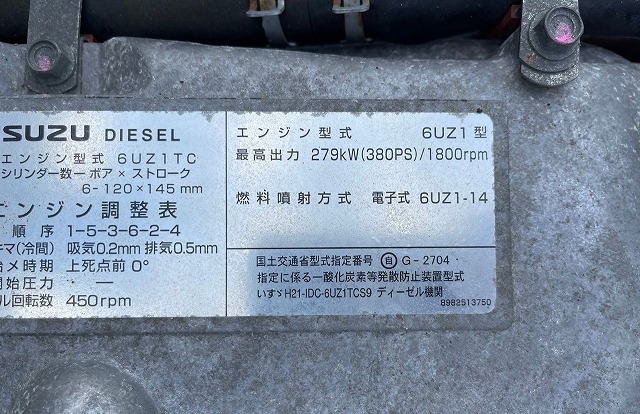 SUZU DIESEL
エンジン型式 6UZ1TC
シリンダー数－ボア×ストローク
6-120×145mm
エンジン調整表
順序 1-5-3-6-2-4
キマ(冷間) 吸気0.2mm 排気0.5mm
始め時期 上死点前 0°
開始圧力 ―
ル回転数 450rpm
エンジン型式 6UZ1型
最高出力 279kW(380PS)/1800rpm
燃料噴射方式 電子式 6UZ1-14
国土交通省型式指定番号 自 G-2704
指定に係る一酸化炭素等発散防止装置型式
いすゞ H21-IDC-6UZ1TCS9 ディーゼル機関
8982513750